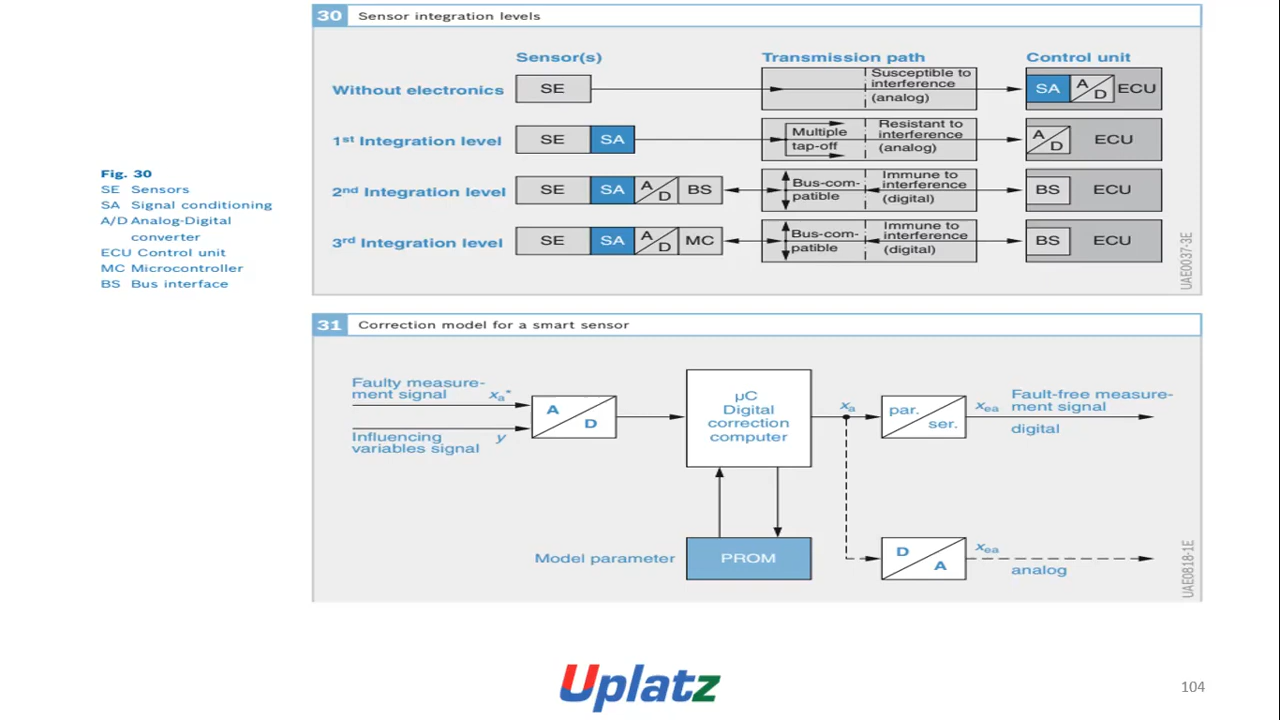 30 Sensor integration levels
Sensor(s) Transmission path Control unit
Without electronics SE Susceptible to interference (analog) SA A/D ECU
1st Integration level SE SA Multiple tap-off Resistant to interference (analog) A/D ECU
2nd Integration level SE SA A/D BS Bus-com-patible Immune to interference (digital) BS ECU
3rd Integration level SE SA A/D MC Bus-com-patible Immune to interference (digital) BS ECU
UAE0037-3E
Fig. 30
SE Sensors
SA Signal conditioning
A/D Analog-Digital
converter
ECU Control unit
MC Microcontroller
BS Bus interface
31 Correction model for a smart sensor
Faulty measure-
ment signal xa*
Influencing y
variables signal
A
D
µC
Digital
correction
computer
xa
par.
ser.
xea
Fault-free measure-
ment signal
digital
Model parameter PROM
D
A
xea
analog
UAE0818-1E
Uplatz
104